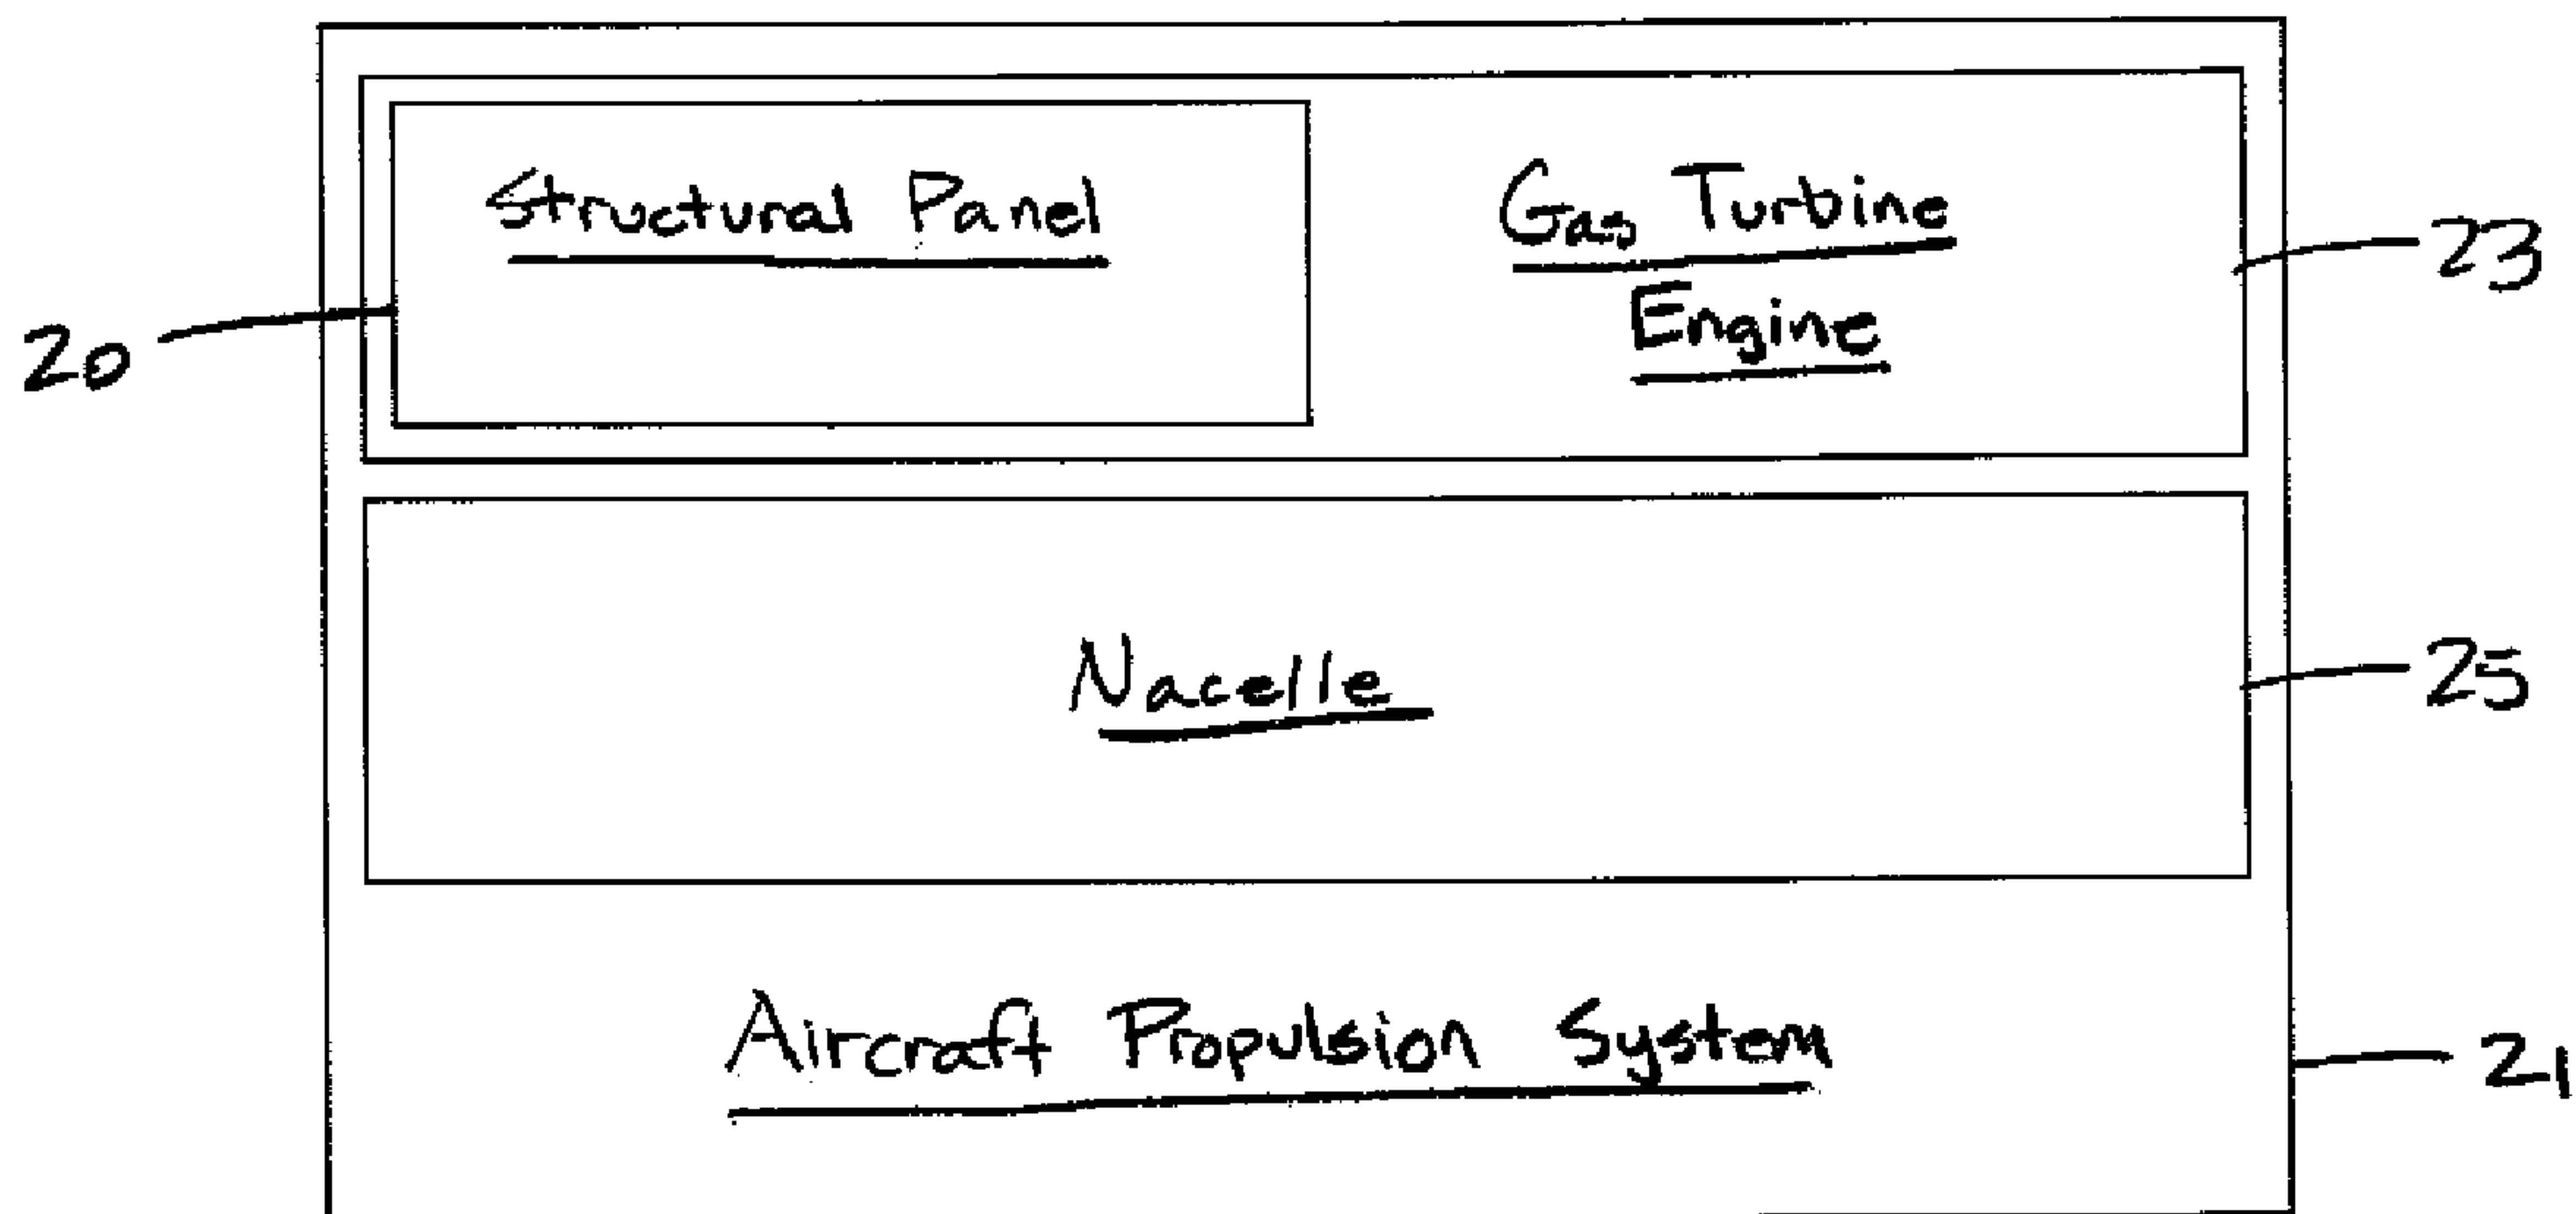 Structural Panel
Gas Turbine
Engine
20
23
Nacelle
25
Aircraft Propulsion System
21